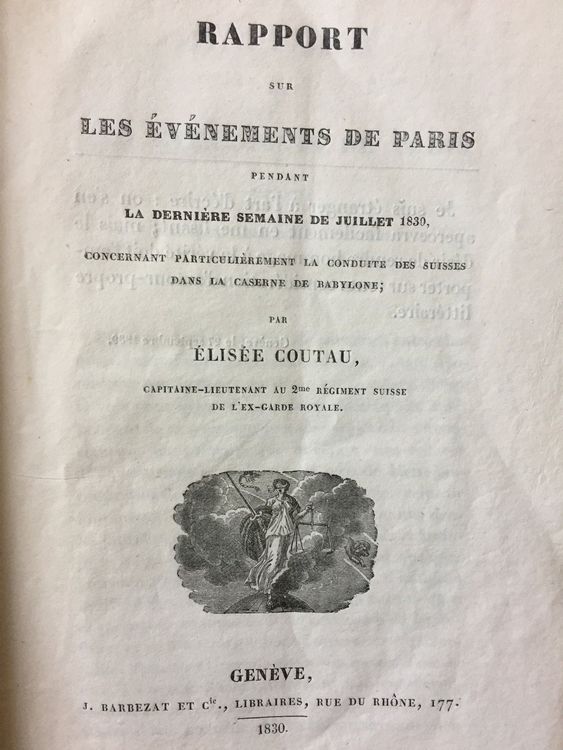 RAPPORT
SUR
LES ÉVÉNEMENTS DE PARIS
PENDANT
LA DERNIÈRE SEMAINE DE JUILLET 1830,
CONCERNANT PARTICULIÈREMENT LA CONDUITE DES SUISSES
DANS LA CASERNE DE BABYLONE;
PAR
ÉLISÉE COUTAU,
CAPITAINE-LIEUTENANT AU 2me RÉGIMENT SUISSE
DE L'EX-GARDE ROYALE.
GENÈVE,
J. BARBEZAT ET Cie., LIBRAIRES, RUE DU RHÔNE, 177.
1830.